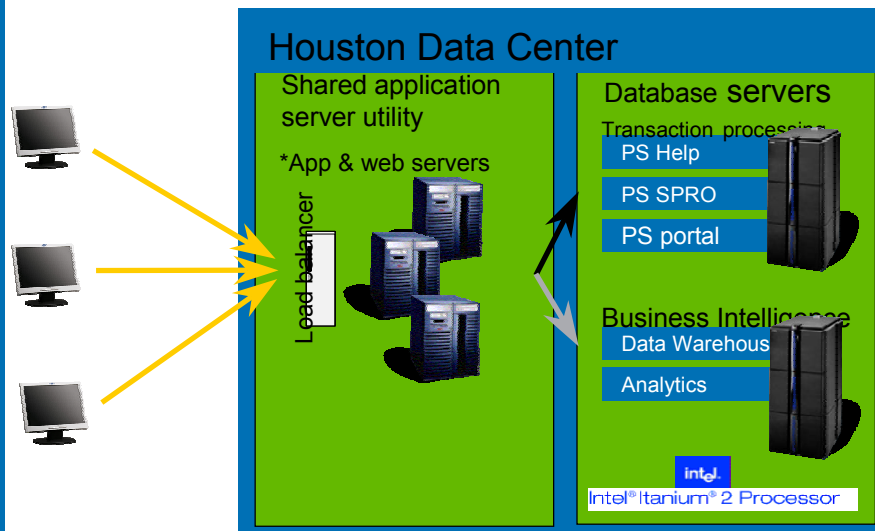 Houston Data Center
Shared application
server utility
*App & web servers
Load balancer
Database servers
Transaction processing
PS Help
PS SPRO
PS portal
Business Intelligence
Data Warehous
Analytics
intel.
Intel® Itanium® 2 Processor